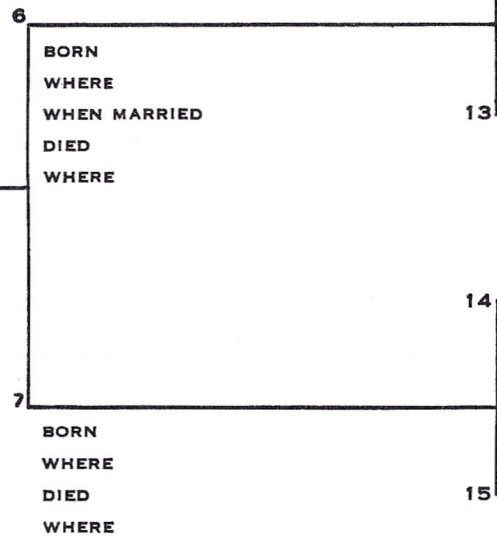 6
BORN
WHERE
WHEN MARRIED
13
DIED
WHERE
14
7
BORN
WHERE
DIED
15
WHERE